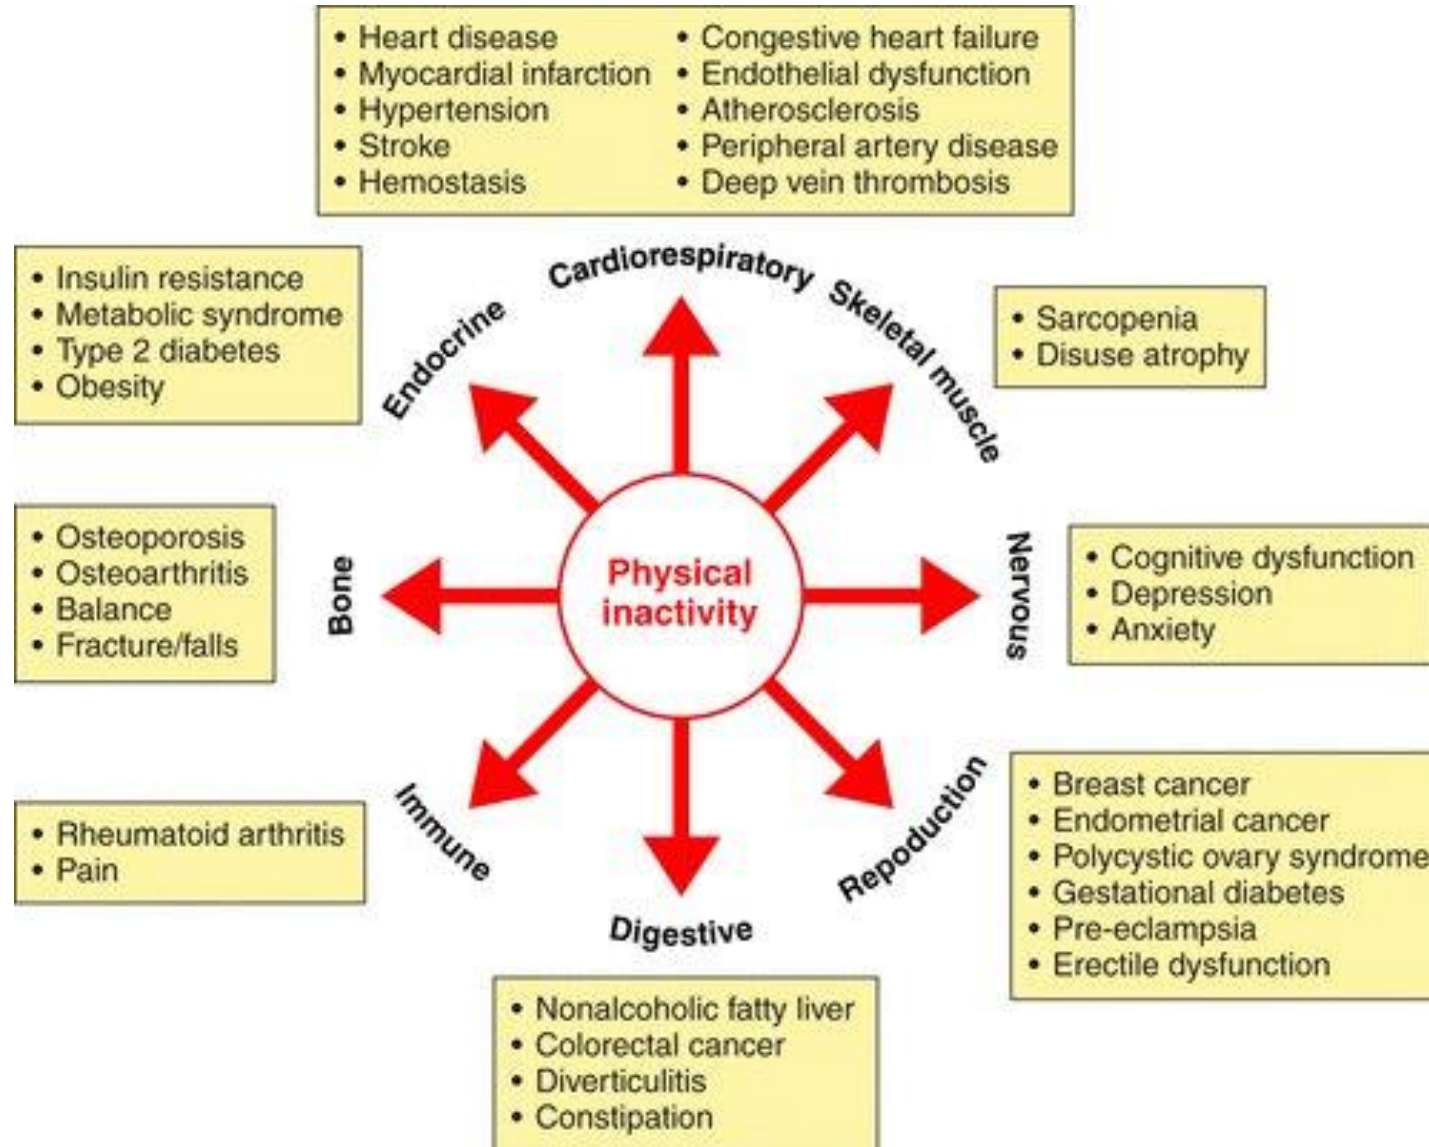 • Heart disease
• Myocardial infarction
• Hypertension
• Stroke
• Hemostasis
• Congestive heart failure
• Endothelial dysfunction
• Atherosclerosis
• Peripheral artery disease
• Deep vein thrombosis
Cardiorespiratory
Skeletal muscle
• Sarcopenia
• Disuse atrophy
Endocrine
• Insulin resistance
• Metabolic syndrome
• Type 2 diabetes
• Obesity
Bone
• Osteoporosis
• Osteoarthritis
• Balance
• Fracture/falls
Physical
inactivity
Nervous
• Cognitive dysfunction
• Depression
• Anxiety
Immune
• Rheumatoid arthritis
• Pain
Repoduction
• Breast cancer
• Endometrial cancer
• Polycystic ovary syndrome
• Gestational diabetes
• Pre-eclampsia
• Erectile dysfunction
Digestive
• Nonalcoholic fatty liver
• Colorectal cancer
• Diverticulitis
• Constipation